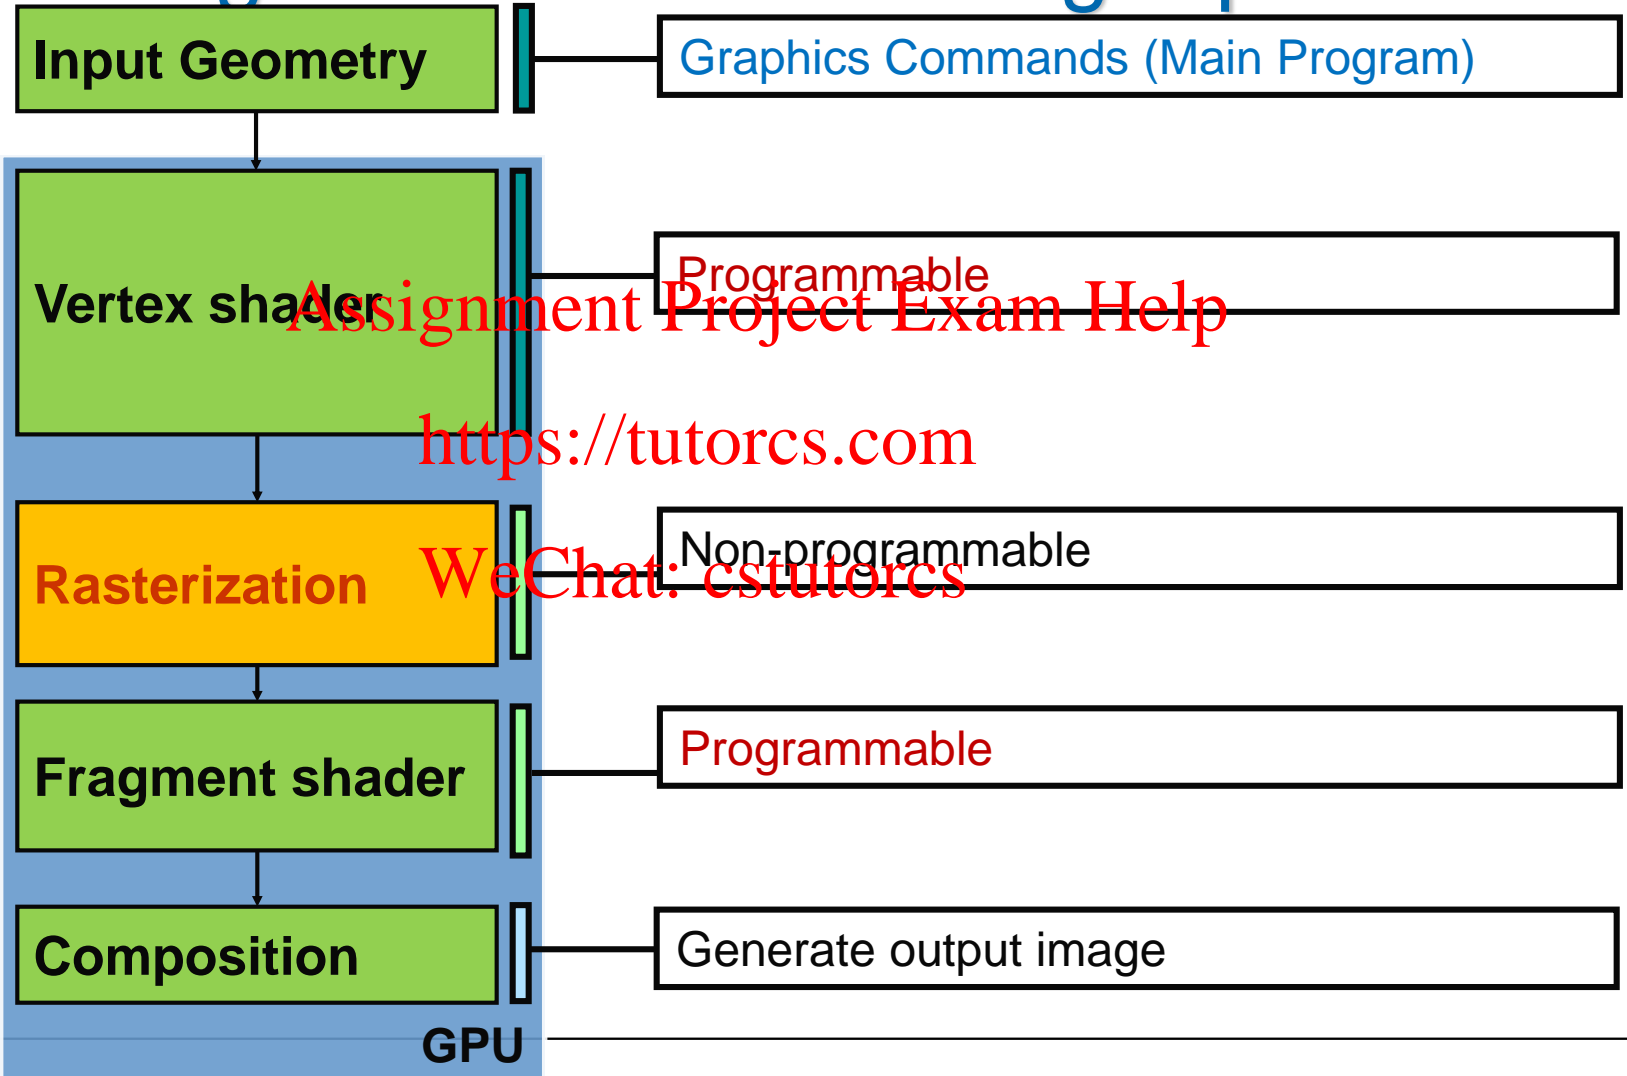 Input Geometry
Graphics Commands (Main Program)
Vertex shader
Programmable
Assignment Project Exam Help
https://tutorcs.com
Rasterization
Non-programmable
WeChat: cstutorcs
Fragment shader
Programmable
Composition
Generate output image
GPU